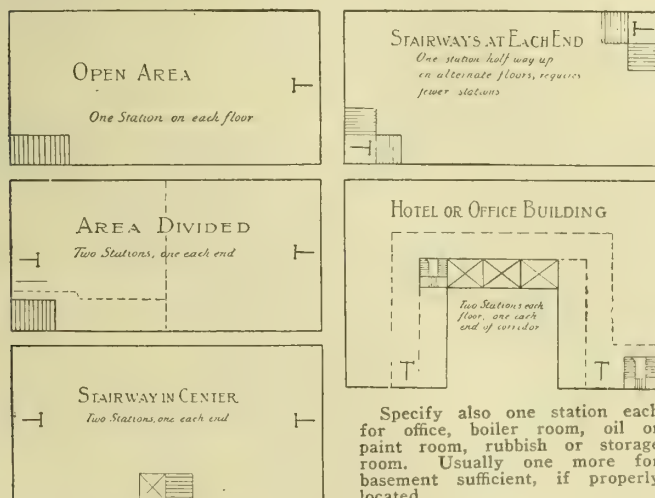 OPEN AREA
One Station on each floor
STAIRWAYS AT EACH END
One station half way up
on alternate floors, requires
fewer stations
AREA DIVIDED
Two Stations, one each end
HOTEL OR OFFICE BUILDING
Two Stations each
floor, one each
end of corridor
STAIRWAY IN CENTER
Two Stations, one each end
Specify also one station each
for office, boiler room, oil or
paint room, rubbish or storage
room. Usually one more for
basement sufficient, if properly
located